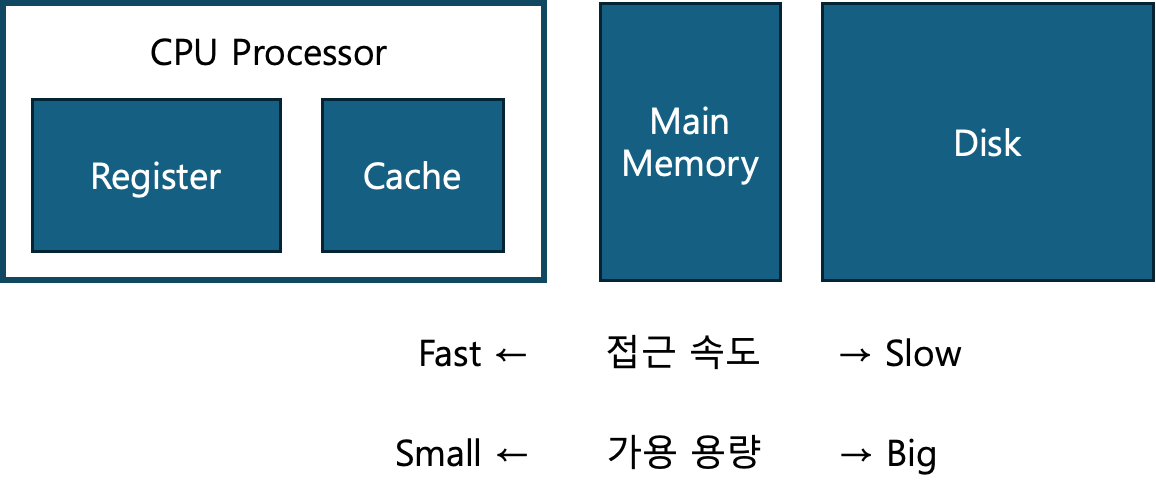 CPU Processor
Register
Cache
Main
Memory
Disk
Fast ← 접근 속도 → Slow
Small ← 가용 용량 → Big